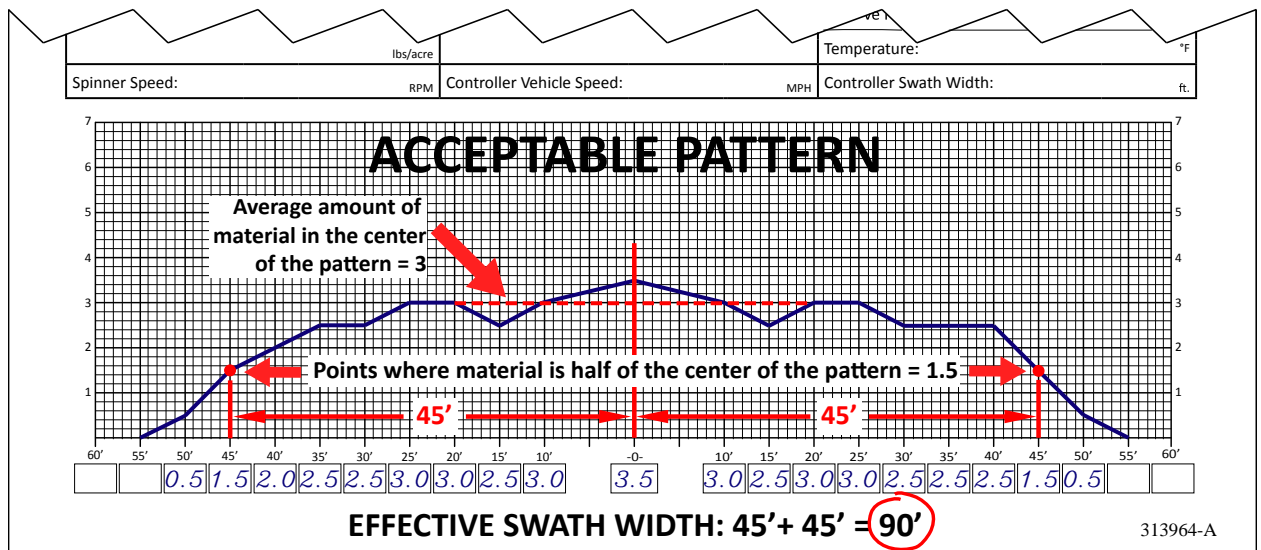 lbs/acre
Temperature: °F
Spinner Speed: RPM Controller Vehicle Speed: MPH Controller Swath Width: ft.
7 7
ACCEPTABLE PATTERN
6 6
Average amount of
5 5
material in the center
of the pattern = 3
4 4
3 3
2 2
Points where material is half of the center of the pattern = 1.5
1 1
45’ 45’
60’ 55’ 50’ 45’ 40’ 35’ 30’ 25’ 20’ 15’ 10’ -0- 10’ 15’ 20’ 25’ 30’ 35’ 40’ 45’ 50’ 55’ 60’
0.5 1.5 2.0 2.5 2.5 3.0 3.0 2.5 3.0 3.5 3.0 2.5 3.0 3.0 2.5 2.5 2.5 1.5 0.5
EFFECTIVE SWATH WIDTH: 45’+ 45’ = 90’
313964-A